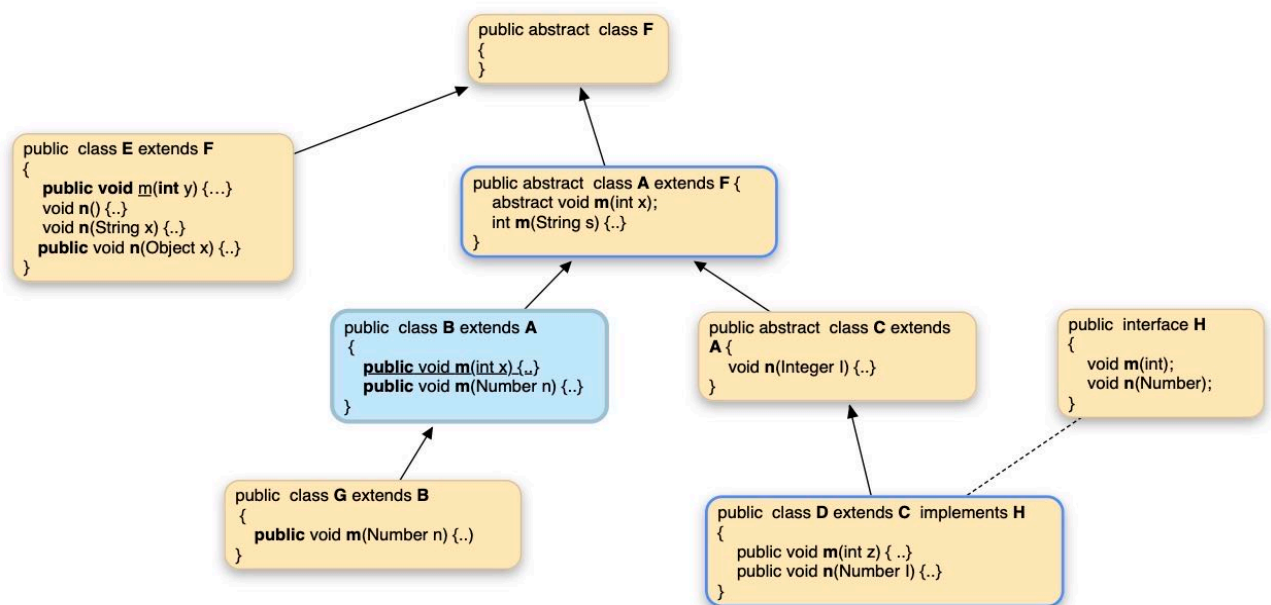 public abstract  class F
{
}
public  class E extends F
{
public void m(int y) {...}
void n() {..}
void n(String x) {..}
public void n(Object x) {..}
}
public abstract  class A extends F {
abstract void m(int x);
int m(String s) {..}
}
public  class B extends A
{
public void m(int x) {..}
public void m(Number n) {..}
}
public abstract class C extends
A {
void n(Integer I) {..}
}
public  interface H
{
void m(int);
void n(Number);
}
public  class G extends B
{
public void m(Number n) {..)
}
public  class D extends C  implements H
{
public void m(int z) { ..}
public void n(Number I) {..}
}